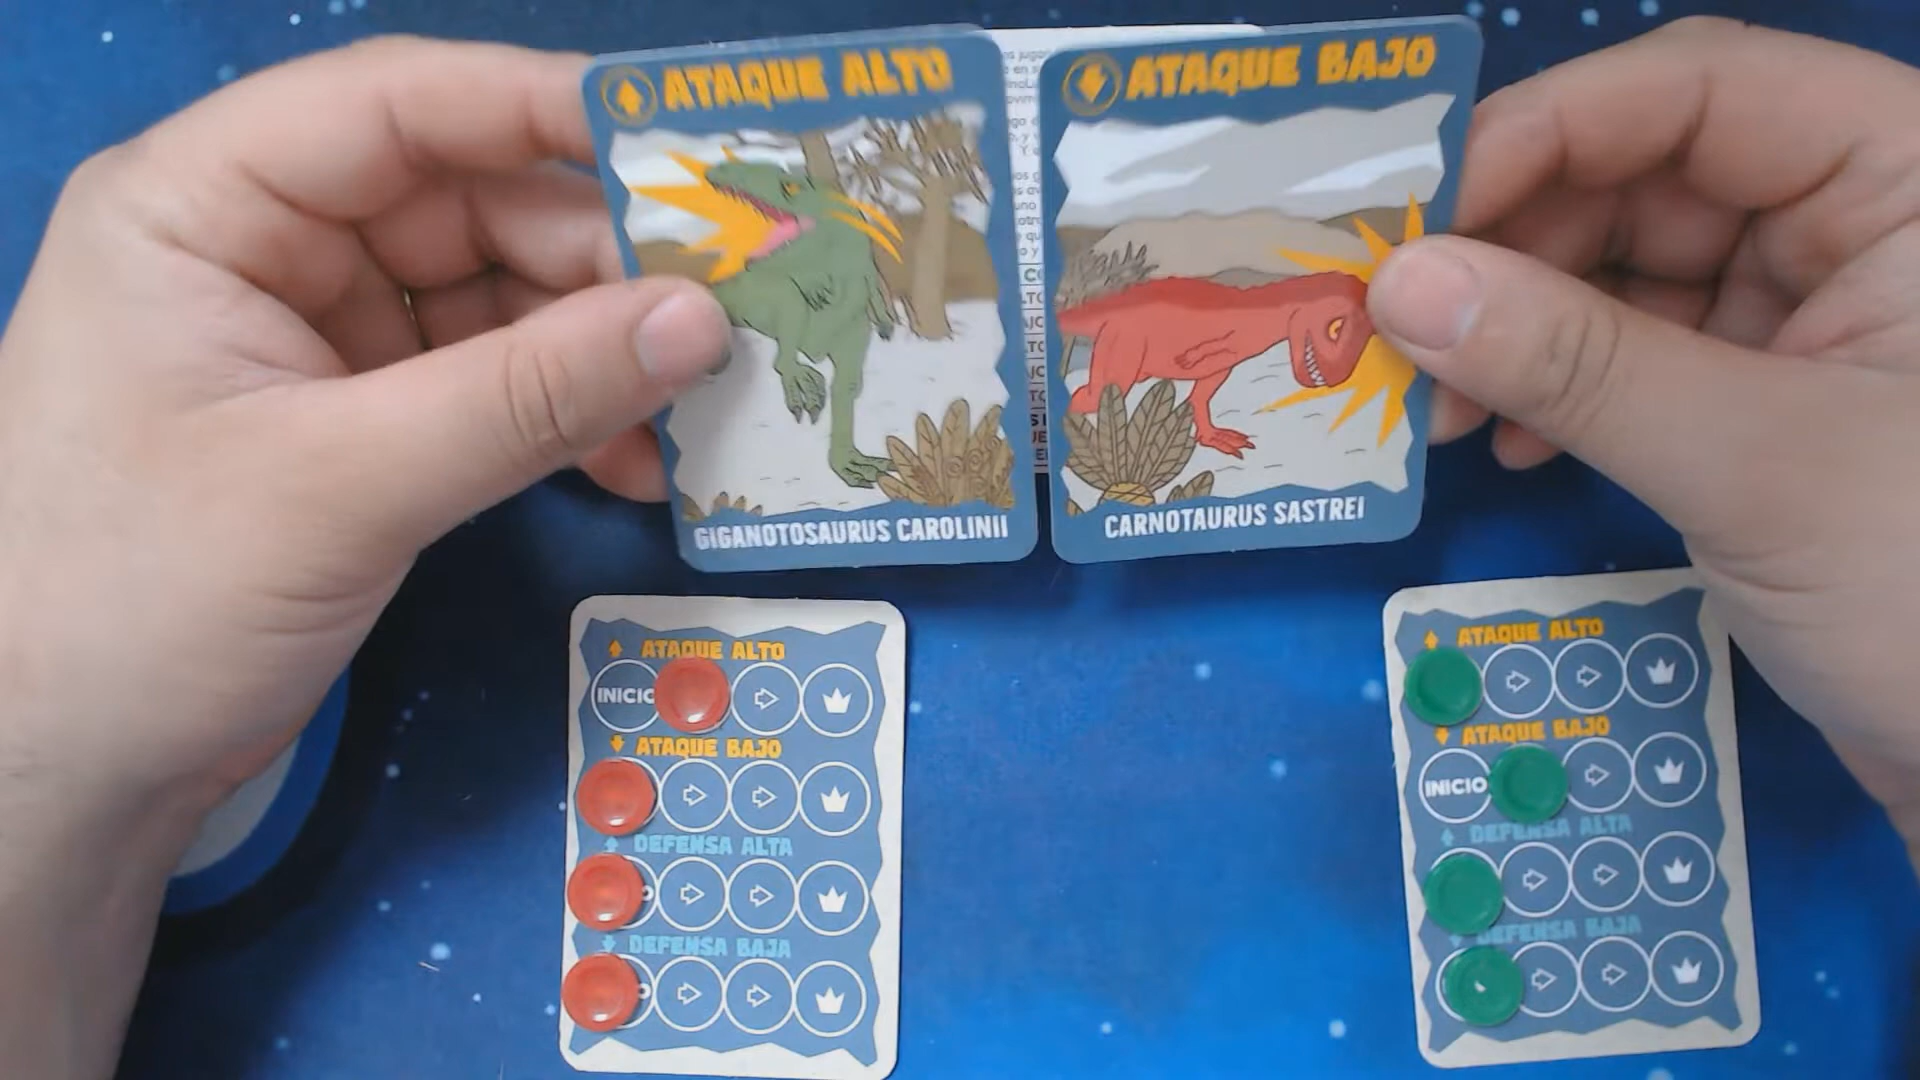 ATAQUE ALTO
GIGANOTOSAURUS CAROLINII
ATAQUE BAJO
CARNOTAURUS SASTREI
ATAQUE ALTO
INICIO
ATAQUE BAJO
DEFENSA ALTA
DEFENSA BAJA
ATAQUE ALTO
ATAQUE BAJO
INICIO
DEFENSA ALTA
DEFENSA BAJA